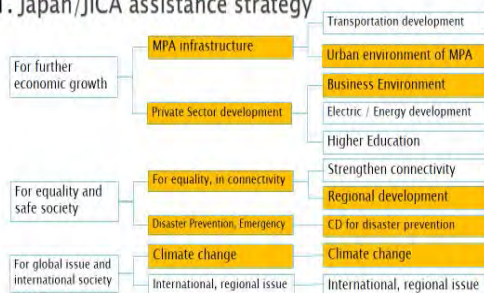 1. Japan/JICA assistance strategy
For further
economic growth
MPA infrastructure
Private Sector development
Transportation development
Urban environment of MPA
Business Environment
Electric / Energy development
Higher Education
For equality and
safe society
For equality, in connectivity
Disaster Prevention, Emergency
Strengthen connectivity
Regional development
CD for disaster prevention
For global issue and
international society
Climate change
International, regional issue
Climate change
International, regional issue